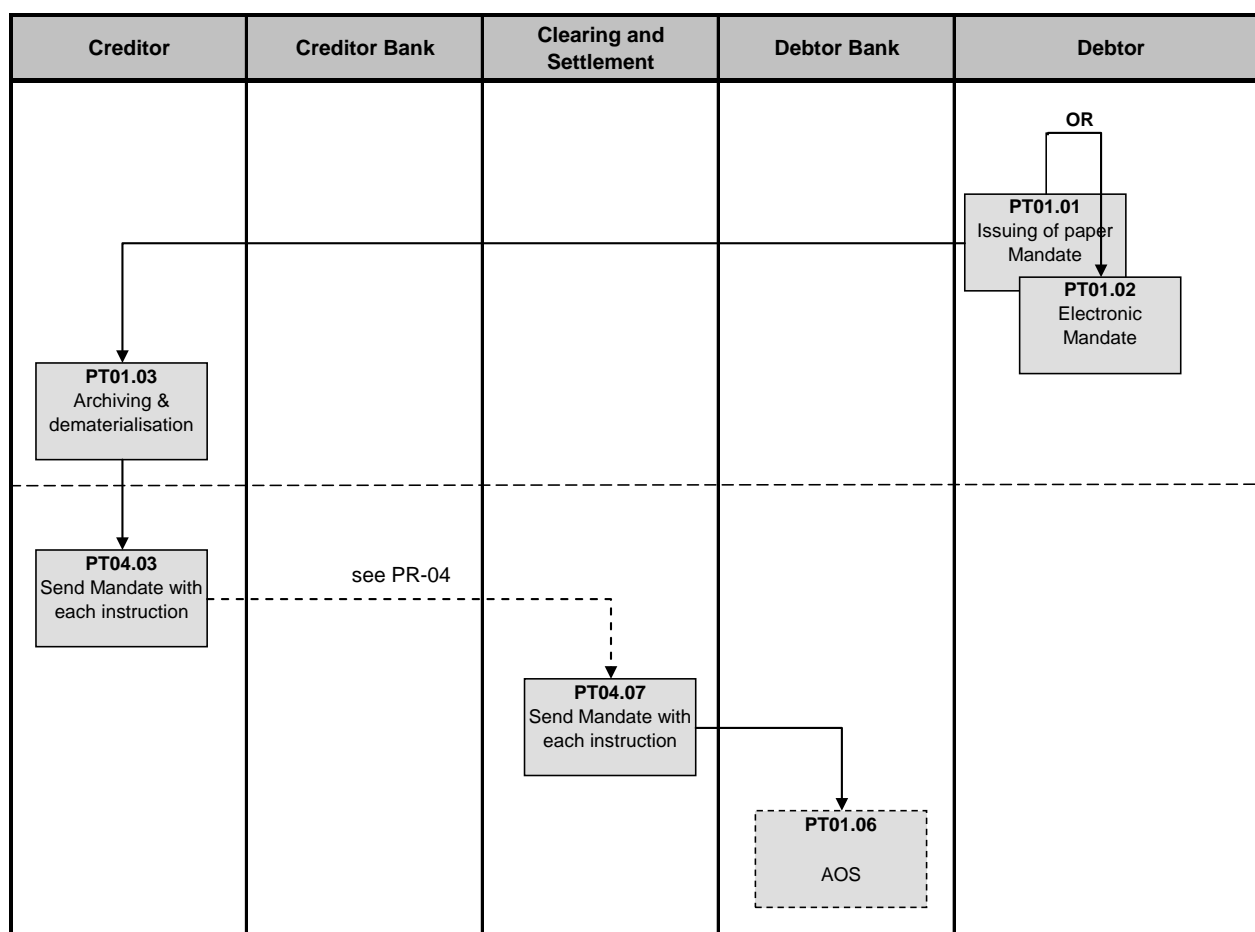 Creditor
Creditor Bank
Clearing and
Settlement
Debtor Bank
Debtor
OR
PT01.01
Issuing of paper
Mandate
PT01.02
Electronic
Mandate
PT01.03
Archiving &
dematerialisation
PT04.03
Send Mandate with
each instruction
see PR-04
PT04.07
Send Mandate with
each instruction
PT01.06
AOS